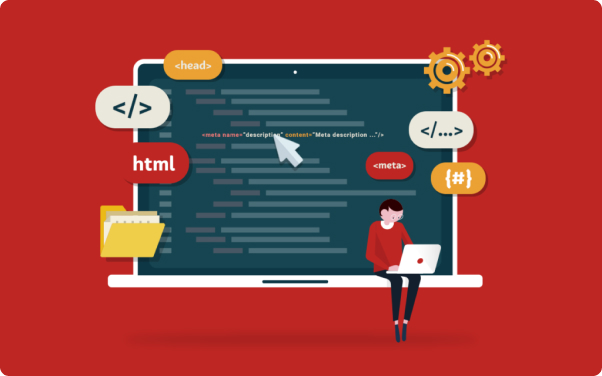 <head>
</>
<meta name="description" content="Meta description ..."/>
</...>
html
<meta>
{#}